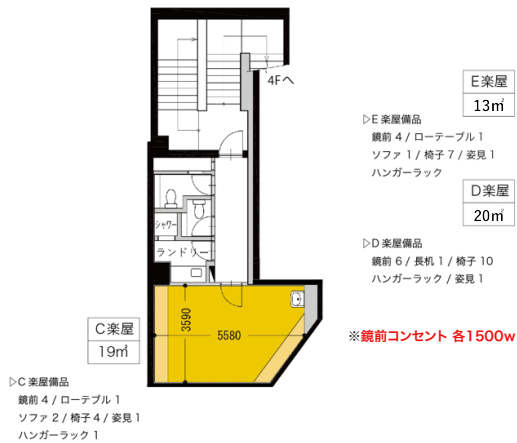 4Fへ
E楽屋
13㎡
▷E楽屋備品
鏡前 4 / ローテーブル 1
ソファ 1 / 椅子 7 / 姿見 1
ハンガーラック
D楽屋
20㎡
▷D楽屋備品
鏡前 6 / 長机 1 / 椅子 10
ハンガーラック / 姿見 1
シャワー
ランドリー
3590
5580
※鏡前コンセント 各1500w
C楽屋
19㎡
▷C楽屋備品
鏡前 4 / ローテブル 1
ソファ 2 / 椅子 4 / 姿見 1
ハンガーラック 1